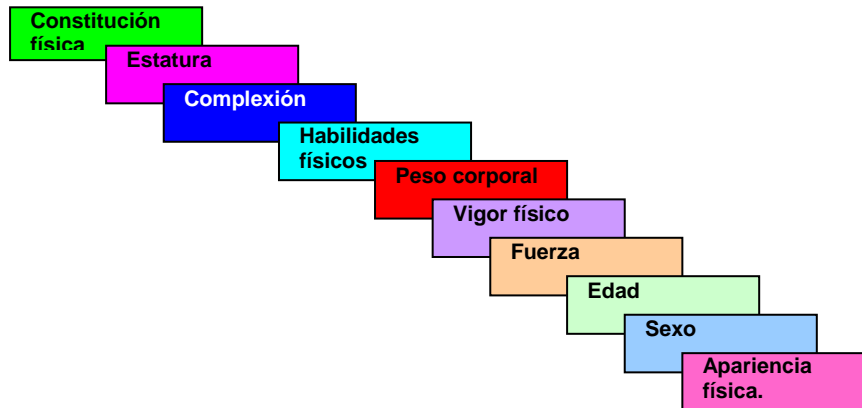 Constitución
física
Estatura
Complexión
Habilidades
físicos
Peso corporal
Vigor físico
Fuerza
Edad
Sexo
Apariencia
física.